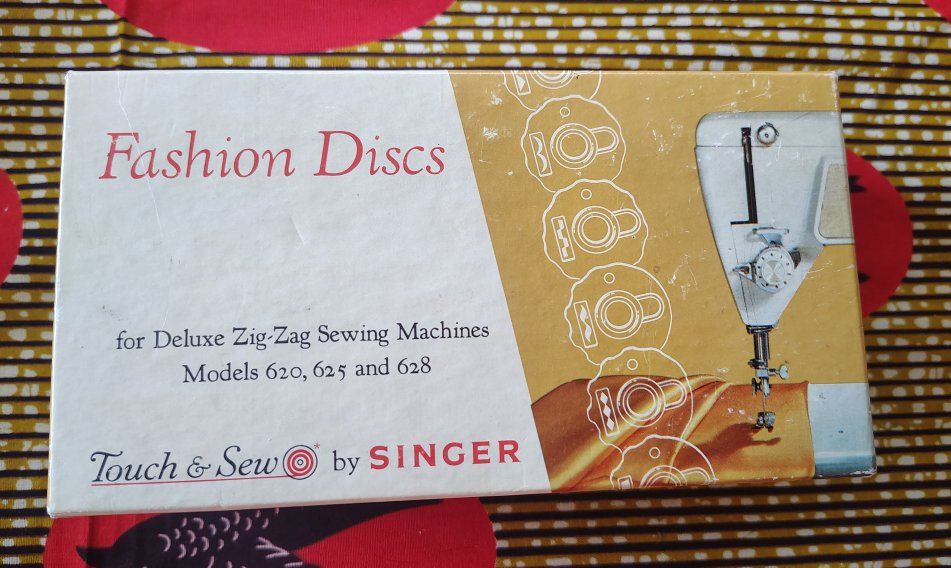 Fashion Discs
for Deluxe Zig-Zag Sewing Machines
Models 620, 625 and 628
Touch & Sew* by SINGER